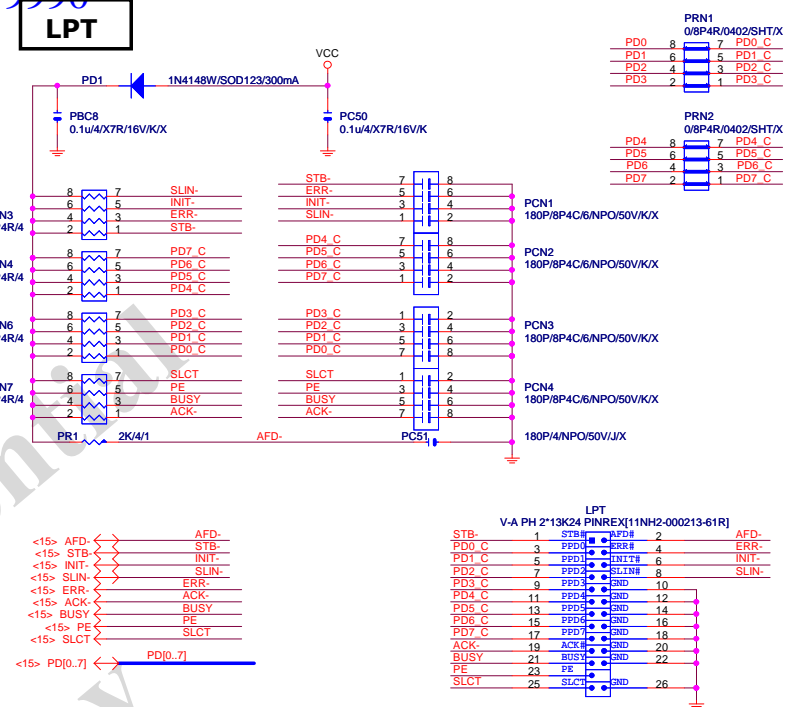 LPT
VCC
PD1
1N4148W/SOD123/300mA
PBC8
0.1u/4/X7R/16V/K/X
PC50
0.1u/4/X7R/16V/K
PRN1
0/8P4R/0402/SHT/X
PD0 8 7 PD0_C
PD1 6 5 PD1_C
PD2 4 3 PD2_C
PD3 2 1 PD3_C
PRN2
0/8P4R/0402/SHT/X
PD4 8 7 PD4_C
PD5 6 5 PD5_C
PD6 4 3 PD6_C
PD7 2 1 PD7_C
N3
4R/4
8 7 SLIN-
6 5 INIT-
4 3 ERR-
2 1 STB-
N4
4R/4
8 7 PD7_C
6 5 PD6_C
4 3 PD5_C
2 1 PD4_C
N6
4R/4
8 7 PD3_C
6 5 PD2_C
4 3 PD1_C
2 1 PD0_C
N7
4R/4
8 7 SLCT
6 5 PE
4 3 BUSY
2 1 ACK-
PR1 2K/4/1 AFD- PC51 180P/4/NPO/50V/J/X
STB- 7 8
ERR- 5 6
INIT- 3 4
SLIN- 1 2
PCN1
180P/8P4C/6/NPO/50V/K/X
PD4_C 7 8
PD5_C 5 6
PD6_C 3 4
PD7_C 1 2
PCN2
180P/8P4C/6/NPO/50V/K/X
PD3_C 1 2
PD2_C 3 4
PD1_C 5 6
PD0_C 7 8
PCN3
180P/8P4C/6/NPO/50V/K/X
SLCT 1 2
PE 3 4
BUSY 5 6
ACK- 7 8
PCN4
180P/8P4C/6/NPO/50V/K/X
<15> AFD- AFD-
<15> STB- STB-
<15> INIT- INIT-
<15> SLIN- SLIN-
<15> ERR- ERR-
<15> ACK- ACK-
<15> BUSY BUSY
<15> PE PE
<15> SLCT SLCT
<15> PD[0..7] PD[0..7]
LPT
V-A PH 2*13K24 PINREX[11NH2-000213-61R]
STB- 1 STB# AFD# 2 AFD-
PD0_C 3 PPD0 ERR# 4 ERR-
PD1_C 5 PPD1 INIT# 6 INIT-
PD2_C 7 PPD2 SLIN# 8 SLIN-
PD3_C 9 PPD3 GND 10
PD4_C 11 PPD4 GND 12
PD5_C 13 PPD5 GND 14
PD6_C 15 PPD6 GND 16
PD7_C 17 PPD7 GND 18
ACK- 19 ACK# GND 20
BUSY 21 BUSY GND 22
PE 23 PE
SLCT 25 SLCT GND 26